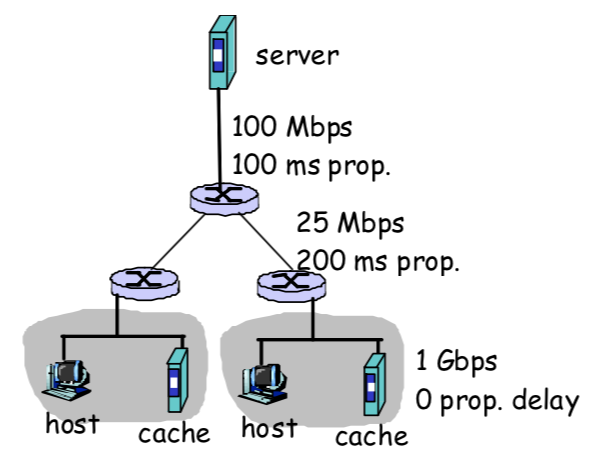 server
100 Mbps
100 ms prop.
25 Mbps
200 ms prop.
1 Gbps
0 prop. delay
host
cache
host
cache